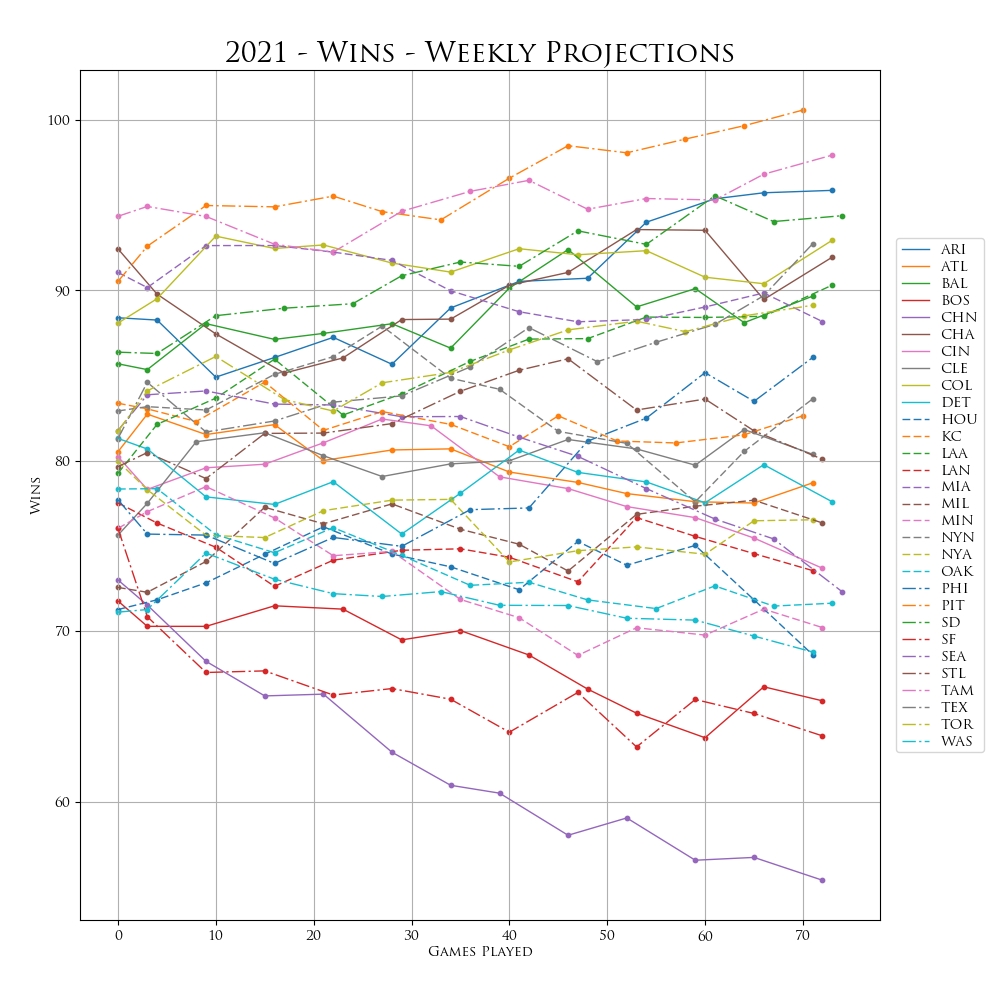 2021 - Wins - Weekly Projections
100
90
80
70
60
Wins
0 10 20 30 40 50 60 70
Games Played
ARI
ATL
BAL
BOS
CHN
CHA
CIN
CLE
COL
DET
HOU
KC
LAA
LAN
MIA
MIL
MIN
NYN
NYA
OAK
PHI
PIT
SD
SF
SEA
STL
TAM
TEX
TOR
WAS